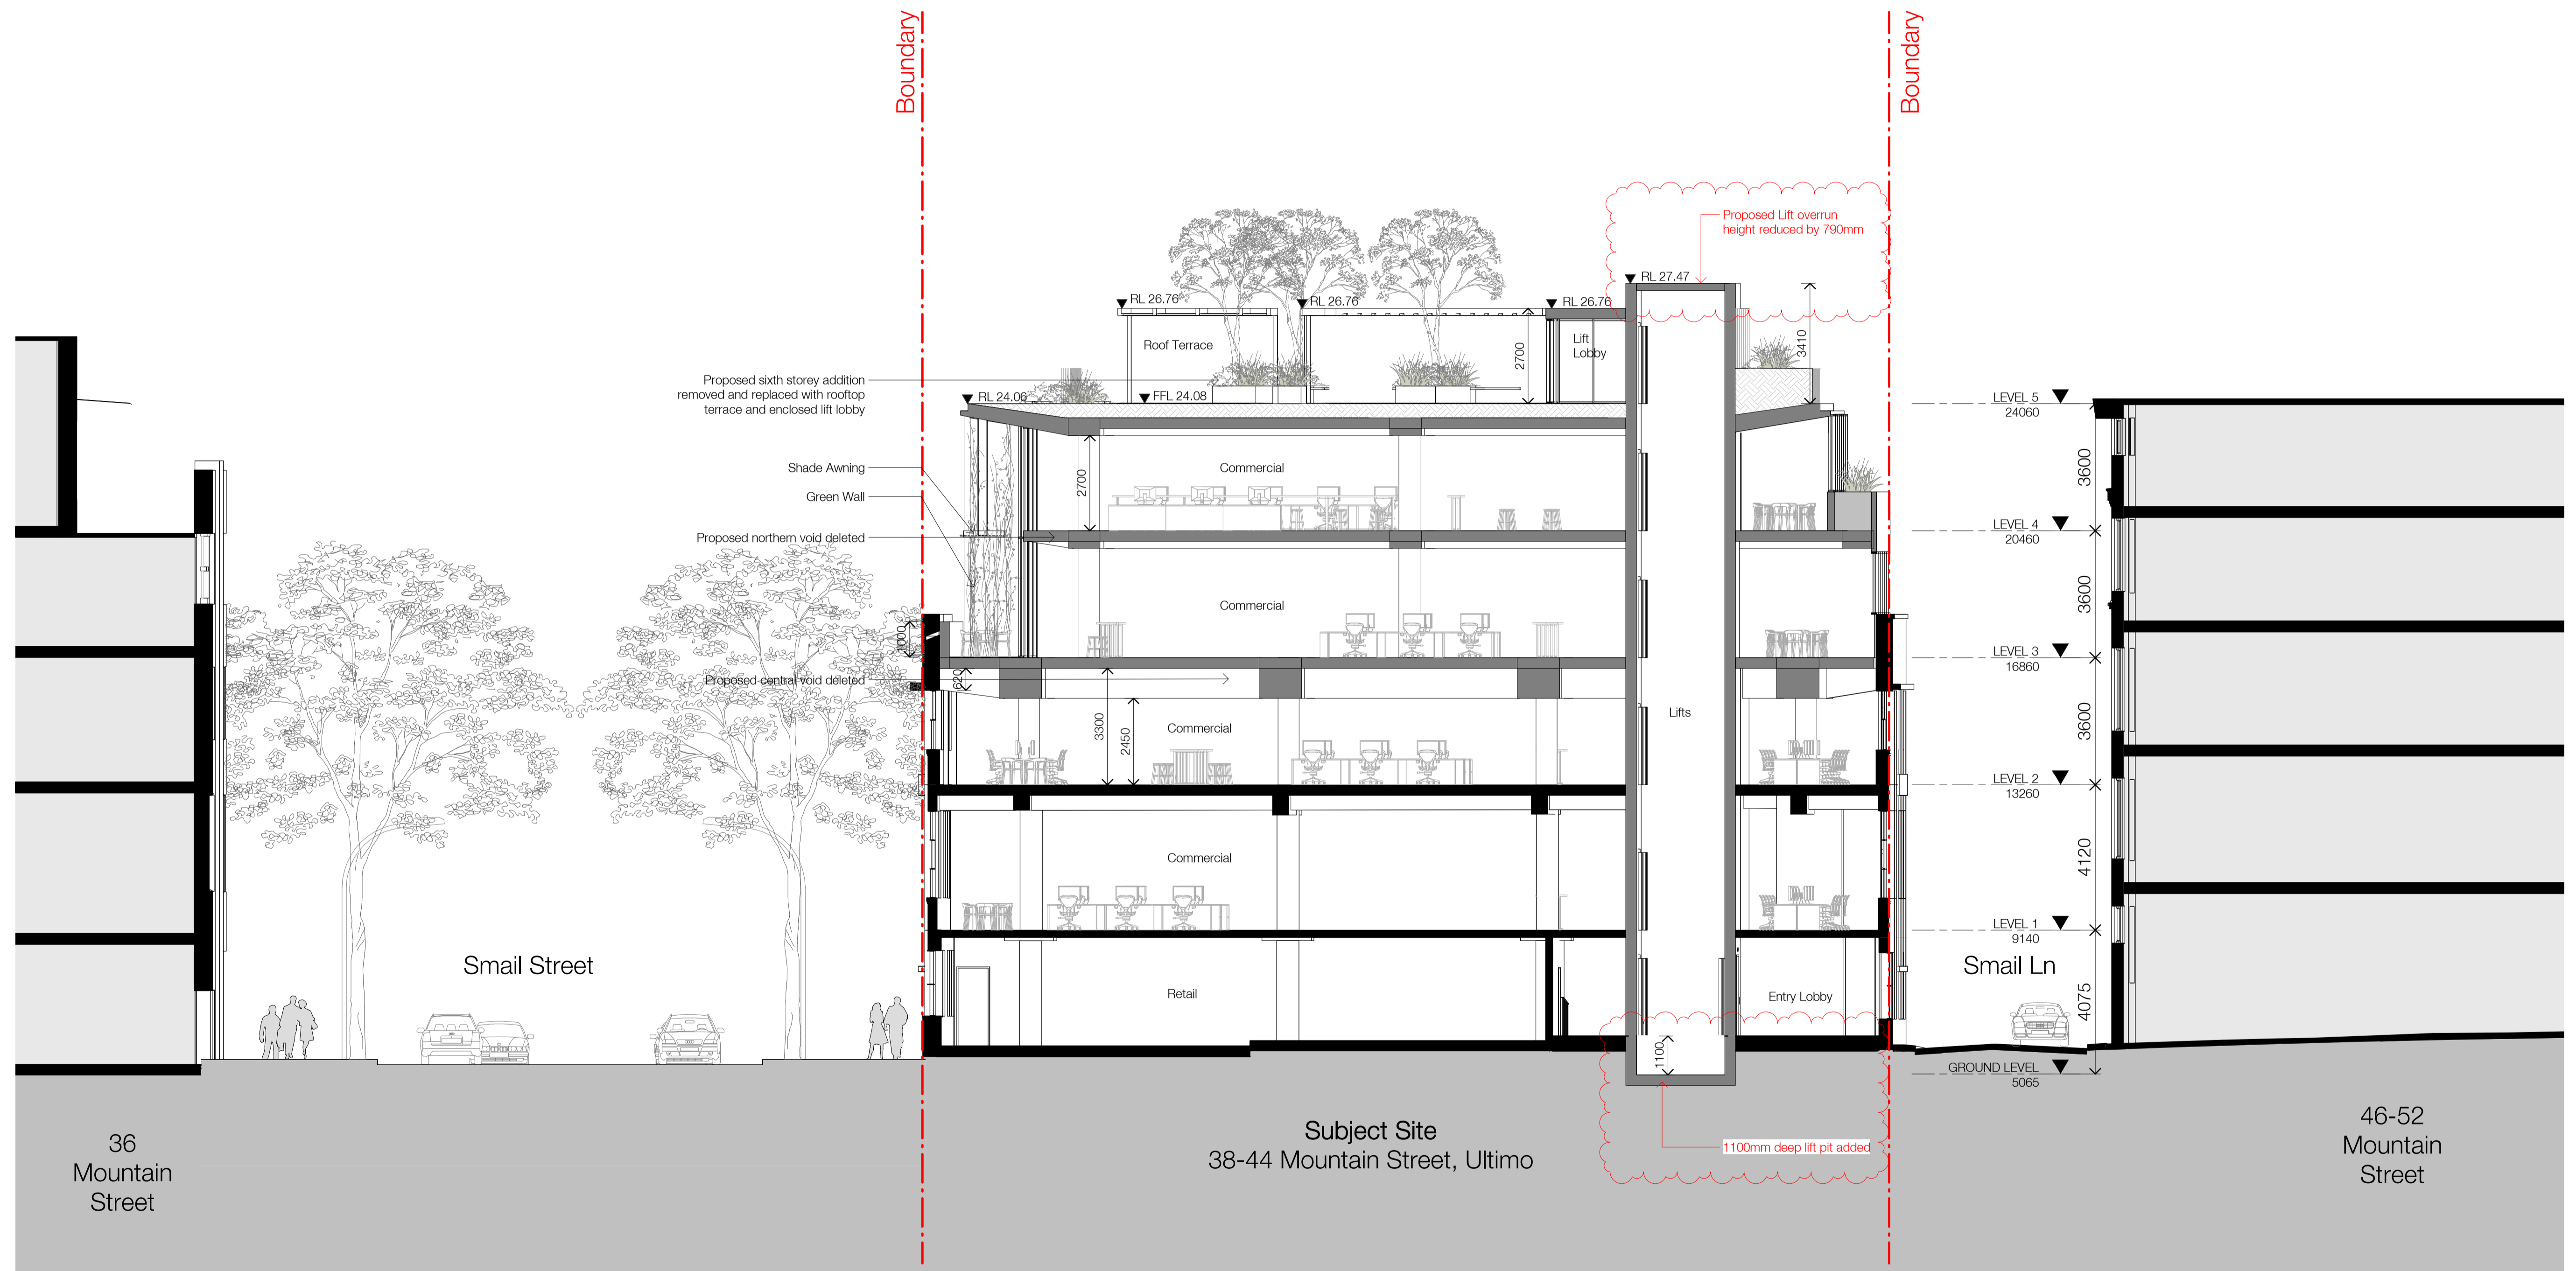 Boundary
Boundary
Proposed Lift overrun
height reduced by 790mm
RL 27.47
RL 26.76
RL 26.76
RL 26.76
Roof Terrace
2700
Lift
Lobby
3410
Proposed sixth storey addition
removed and replaced with rooftop
terrace and enclosed lift lobby
RL 24.06
FFL 24.08
LEVEL 5
24060
Shade Awning
Green Wall
2700
Commercial
3600
Proposed northern void deleted
LEVEL 4
20460
Commercial
3600
1000
LEVEL 3
16860
Proposed central void deleted
620
3300
2450
Commercial
Lifts
3600
LEVEL 2
13260
Commercial
4120
LEVEL 1
9140
Smail Street
Smail Ln
Retail
Entry Lobby
4075
1100
GROUND LEVEL
5065
36
Mountain
Street
Subject Site
38-44 Mountain Street, Ultimo
1100mm deep lift pit added
46-52
Mountain
Street